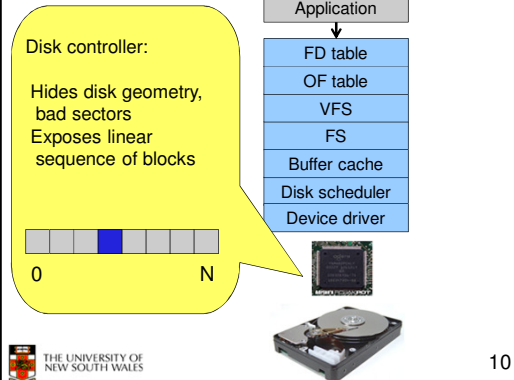 Application
Disk controller:
Hides disk geometry,
bad sectors
Exposes linear
sequence of blocks
0 N
FD table
OF table
VFS
FS
Buffer cache
Disk scheduler
Device driver
THE UNIVERSITY OF
NEW SOUTH WALES
10